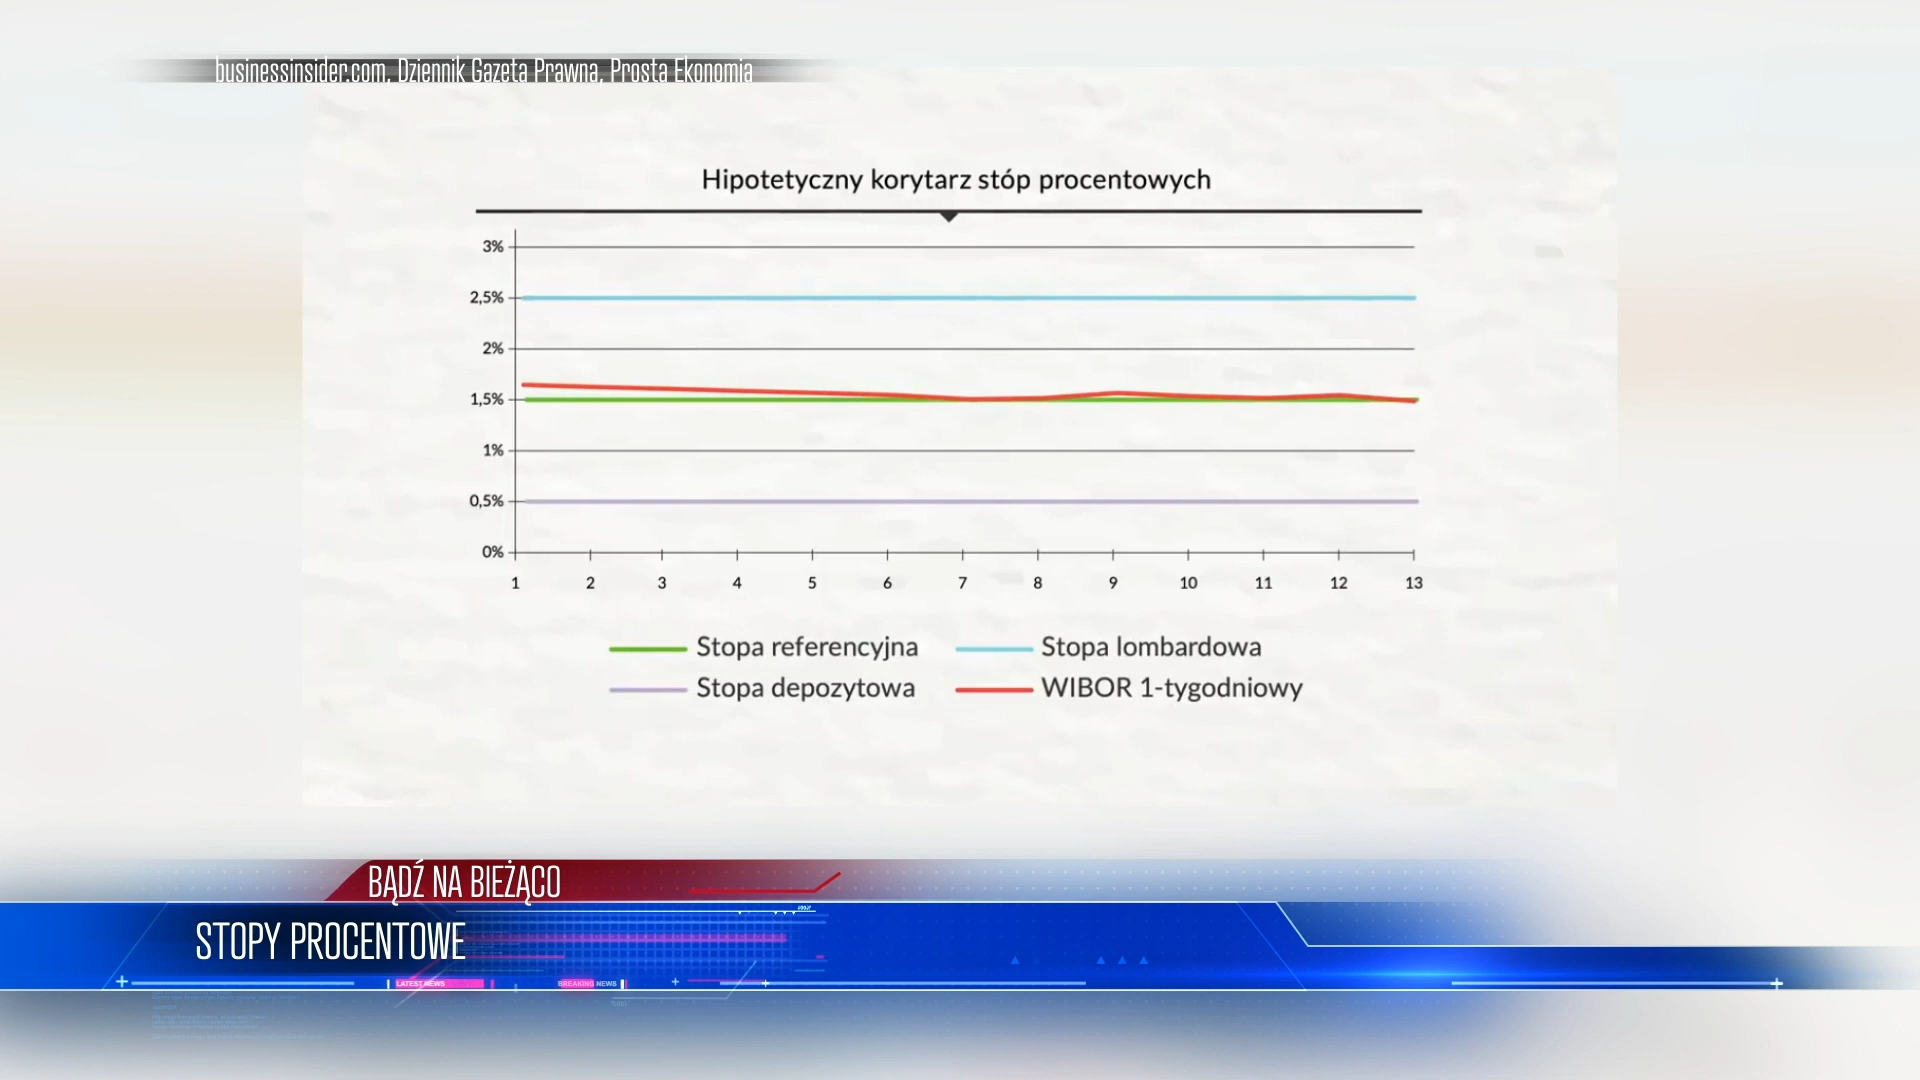 businessinsider.com, Dziennik Gazeta Prawna, Prosta Ekonomia
Hipotetyczny korytarz stóp procentowych
3%
2,5%
2%
1,5%
1%
0,5%
0%
1 2 3 4 5 6 7 8 9 10 11 12 13
Stopa referencyjna Stopa lombardowa
Stopa depozytowa WIBOR 1-tygodniowy
BĄDŹ NA BIEŻĄCO
STOPY PROCENTOWE
LATEST NEWS BREAKING NEWS